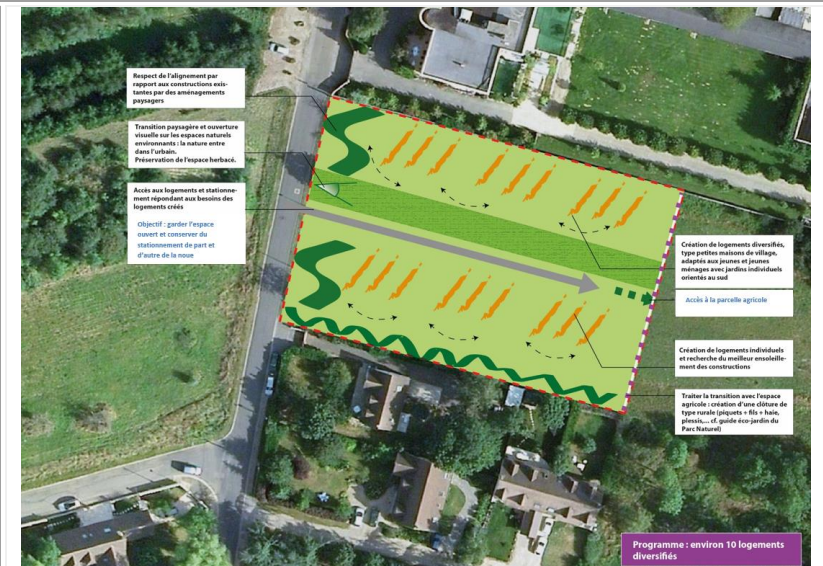 Respect de l'alignement par
rapport aux constructions exis-
tantes par des aménagements
paysagers
Transition paysagère et ouverture
visuelle sur les espaces naturels
environnants : la nature entre
dans l'urbain.
Préservation de l'espace herbacé.
Accès aux logements et stationne-
ment répondant aux besoins des
logements créés
Objectif : garder l'espace
ouvert et conserver du
stationnement de part et
d'autre de la noue
Création de logements diversifiés,
type petites maisons de village,
adaptés aux jeunes et jeunes
ménages avec jardins individuels
orientés au sud
Accès à la parcelle agricole
Création de logements individuels
et recherche du meilleur ensoleille-
ment des constructions
Traiter la transition avec l'espace
agricole : création d'une clôture de
type rurale (piquets + fils + haie,
plessis,... cf. guide éco-jardin du
Parc Naturel)
Programme : environ 10 logements
diversifiés